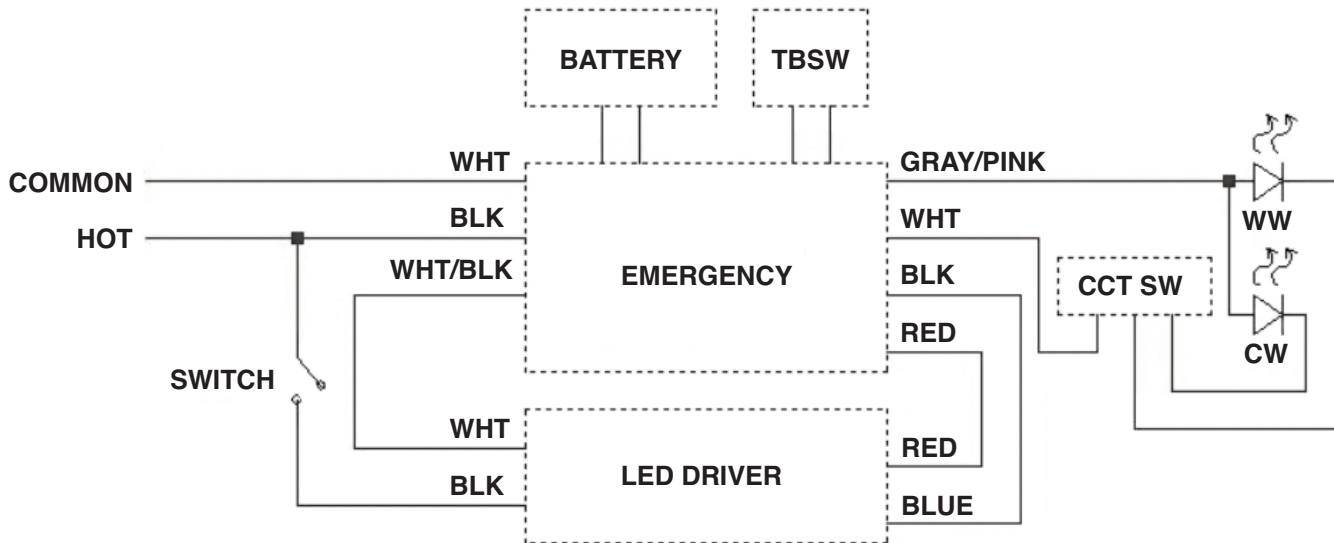 BATTERY
TBSW
WHT
GRAY/PINK
COMMON
BLK
WHT
WW
HOT
WHT/BLK
EMERGENCY
BLK
CCT SW
RED
CW
SWITCH
WHT
RED
LED DRIVER
BLK
BLUE